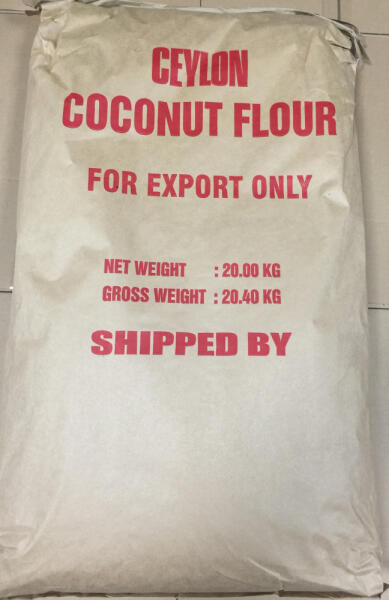 CEYLON
COCONUT FLOUR
FOR EXPORT ONLY
NET WEIGHT : 20.00 KG
GROSS WEIGHT : 20.40 KG
SHIPPED BY